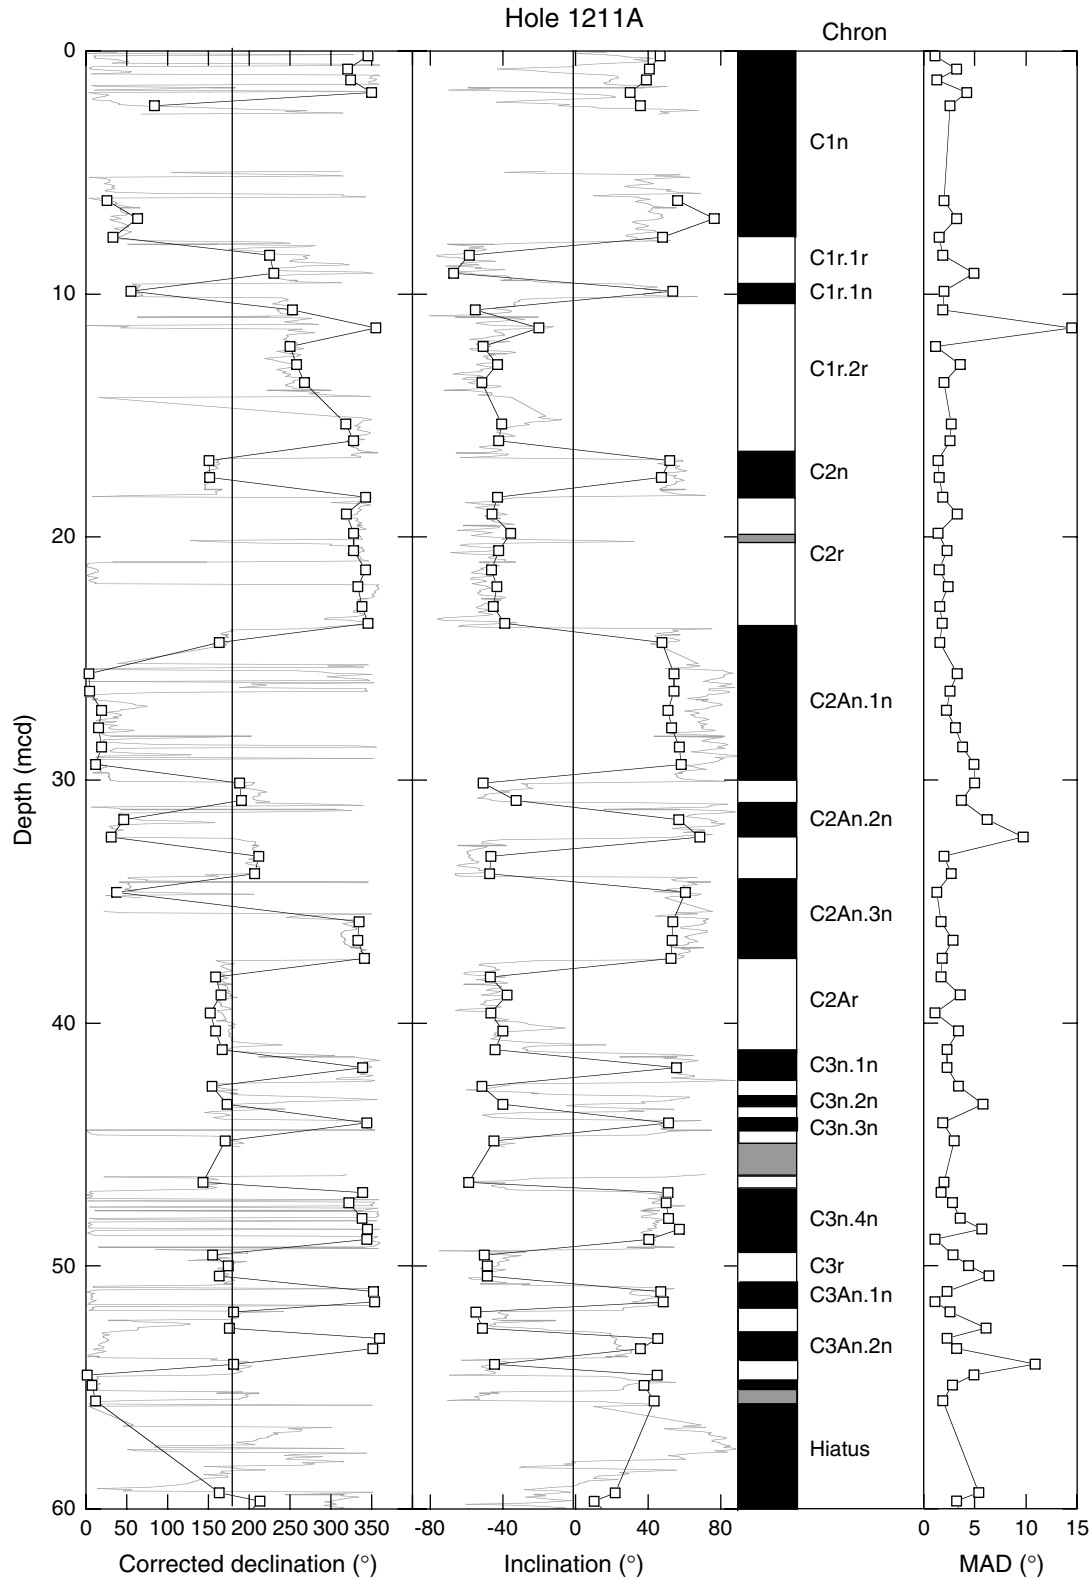 Hole 1211A
Chron
0
10
20
30
40
50
60
Depth (mcd)
C1n
C1r.1r
C1r.1n
C1r.2r
C2n
C2r
C2An.1n
C2An.2n
C2An.3n
C2Ar
C3n.1n
C3n.2n
C3n.3n
C3n.4n
C3r
C3An.1n
C3An.2n
Hiatus
0 50 100 150 200 250 300 350
-80 -40 0 40 80
0 5 10 15
Corrected declination (°)
Inclination (°)
MAD (°)